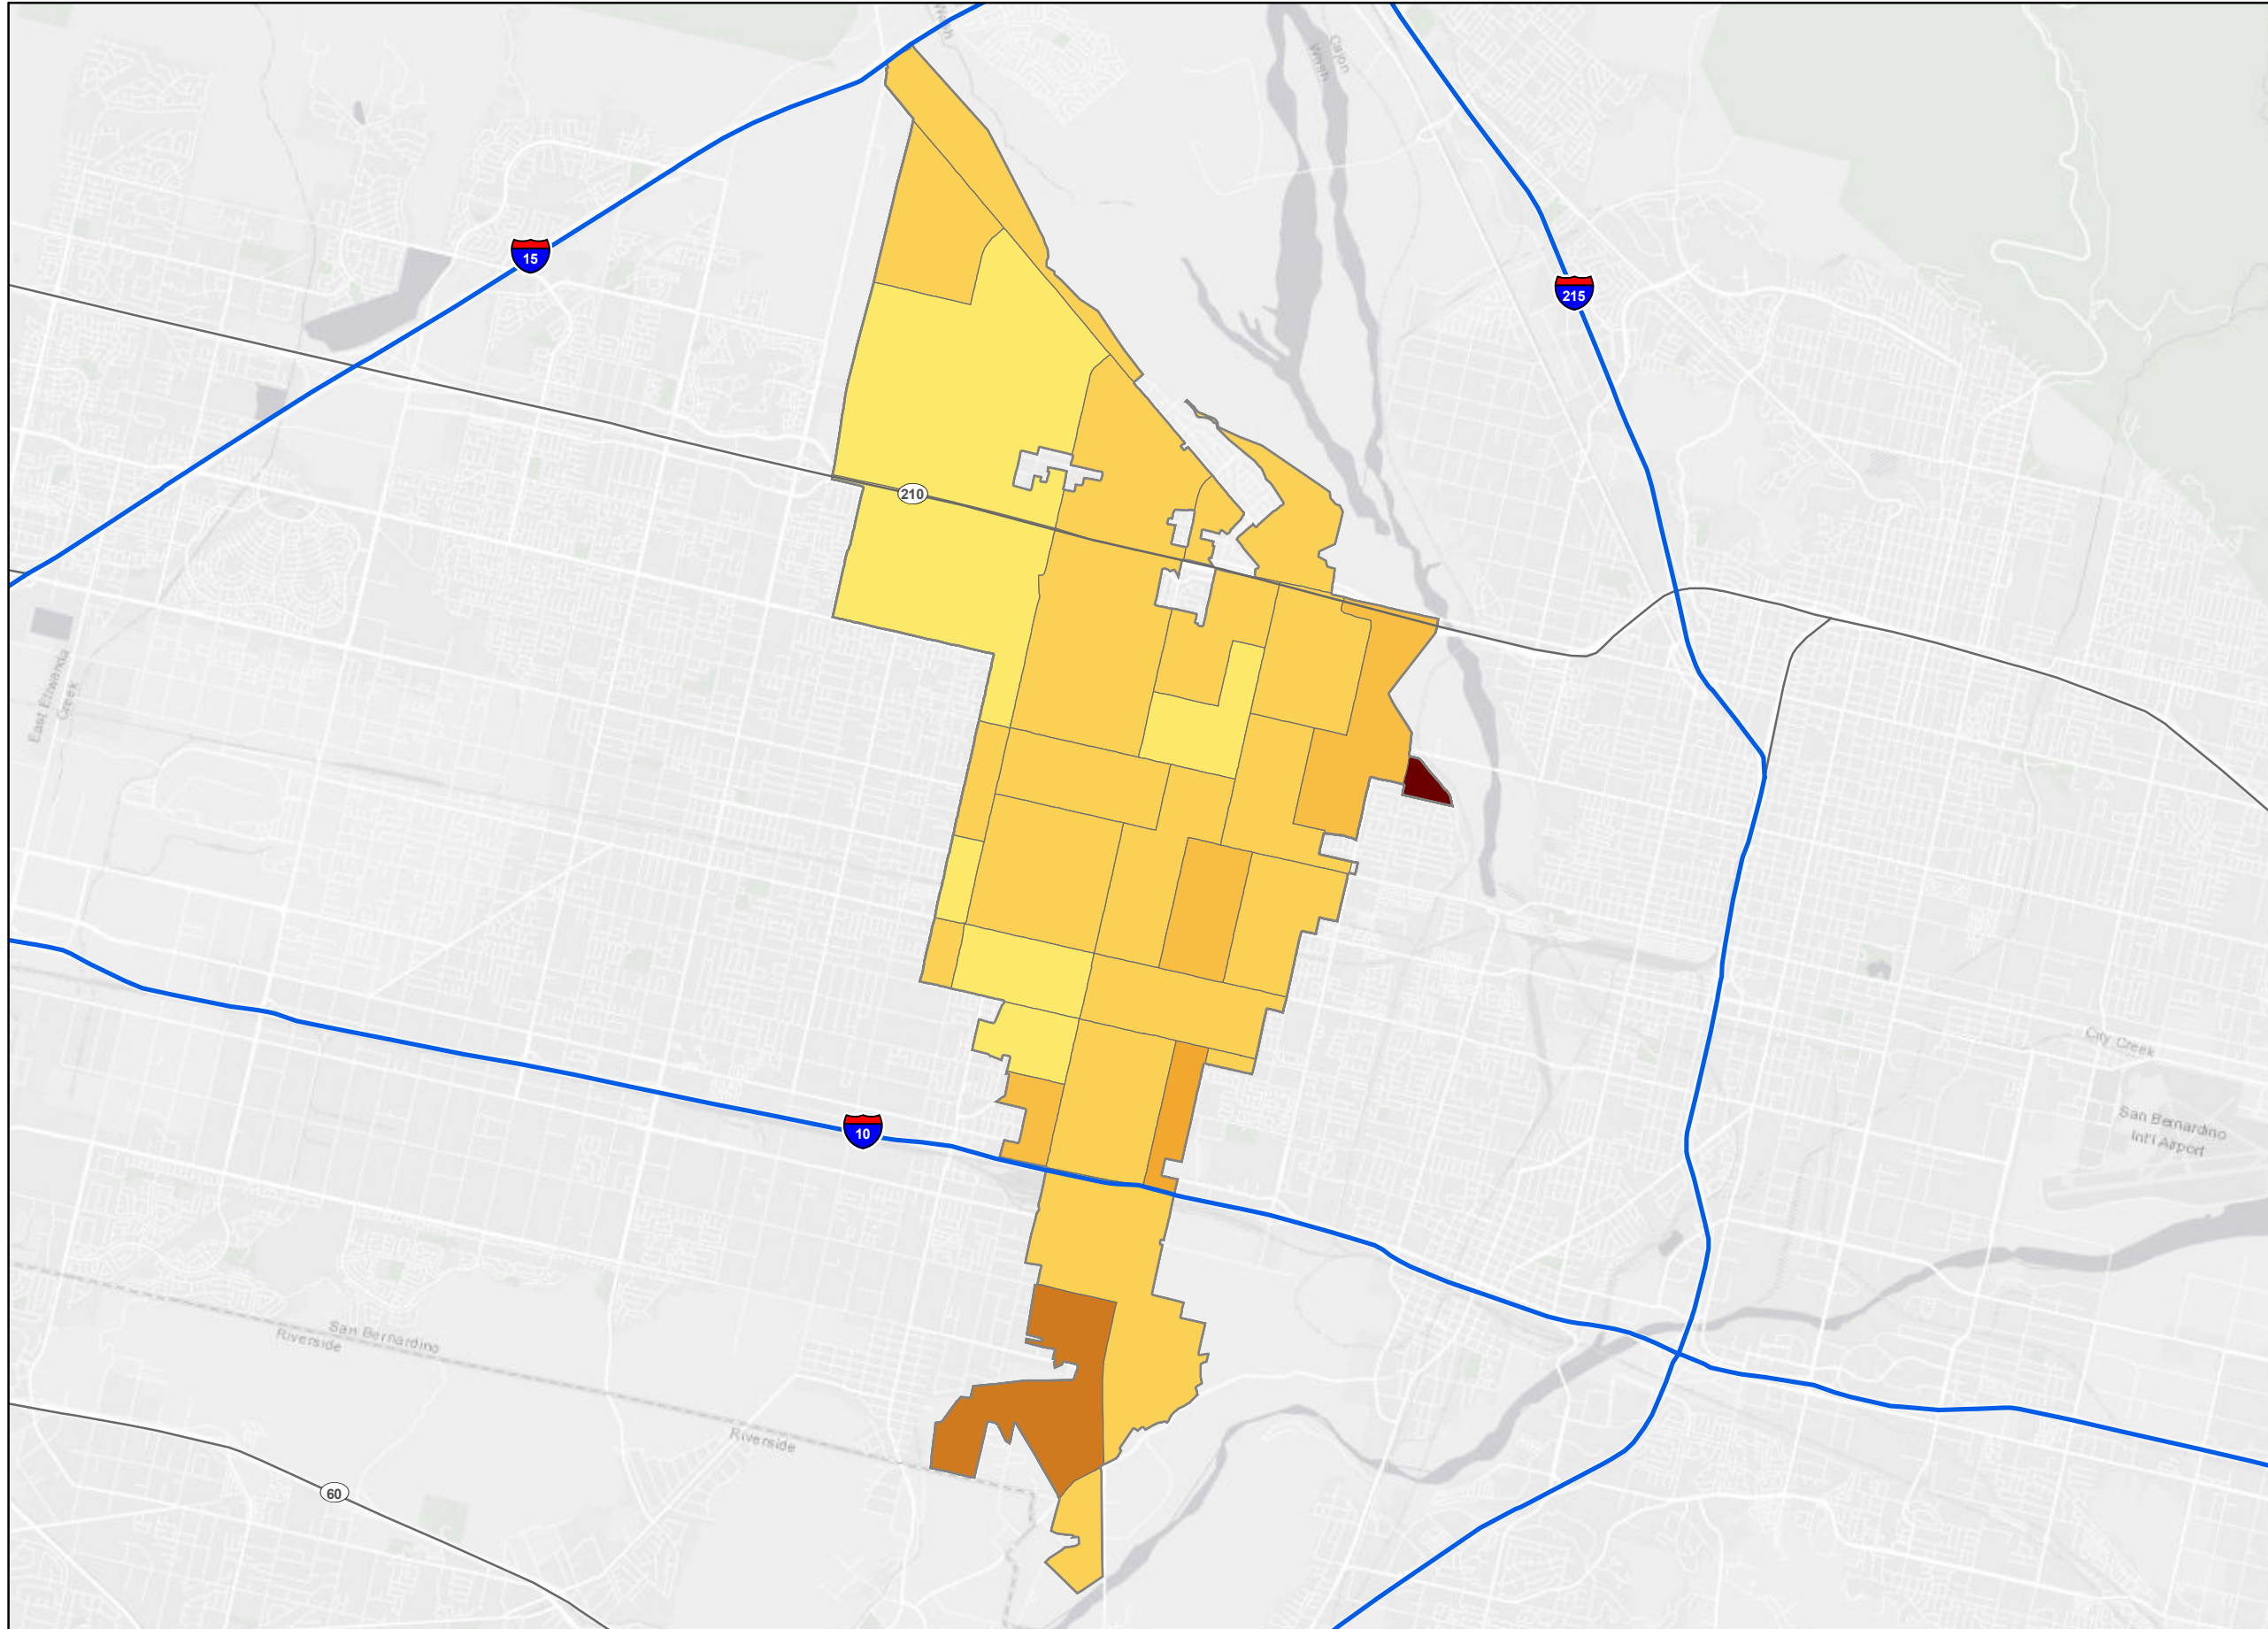 Wash
Cajon
Wash
15
215
210
East Etiwanda
Creek
City Creek
San Bernardino
Int'l Airport
10
San Bernardino
Riverside
Riverside
60